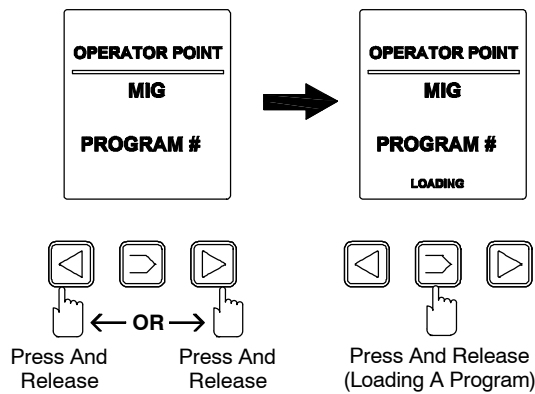 OPERATOR POINT
MIG
PROGRAM #
OPERATOR POINT
MIG
PROGRAM #
LOADING
OR
Press And
Release
Press And
Release
Press And Release
(Loading A Program)